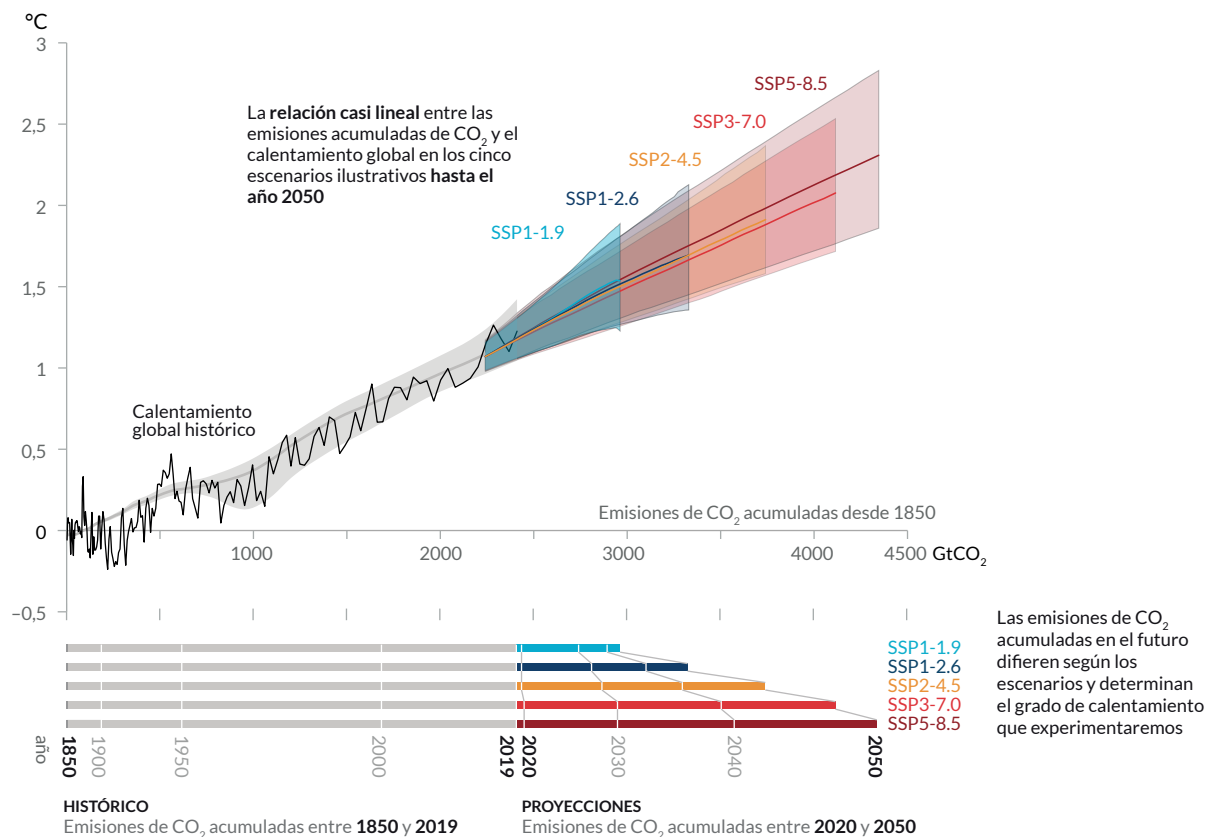 °C
3
2,5
2
1,5
1
0,5
0
−0,5
La relación casi lineal entre las
emisiones acumuladas de CO₂ y el
calentamiento global en los cinco
escenarios ilustrativos hasta el
año 2050
SSP5-8.5
SSP3-7.0
SSP2-4.5
SSP1-2.6
SSP1-1.9
Calentamiento
global histórico
Emisiones de CO₂ acumuladas desde 1850
1000
2000
3000
4000
4500 GtCO₂
SSP1-1.9
SSP1-2.6
SSP2-4.5
SSP3-7.0
SSP5-8.5
Las emisiones de CO₂
acumuladas en el futuro
difieren según los
escenarios y determinan
el grado de calentamiento
que experimentaremos
año
1850
1900
1950
2000
2019
2020
2030
2040
2050
HISTÓRICO
Emisiones de CO₂ acumuladas entre 1850 y 2019
PROYECCIONES
Emisiones de CO₂ acumuladas entre 2020 y 2050